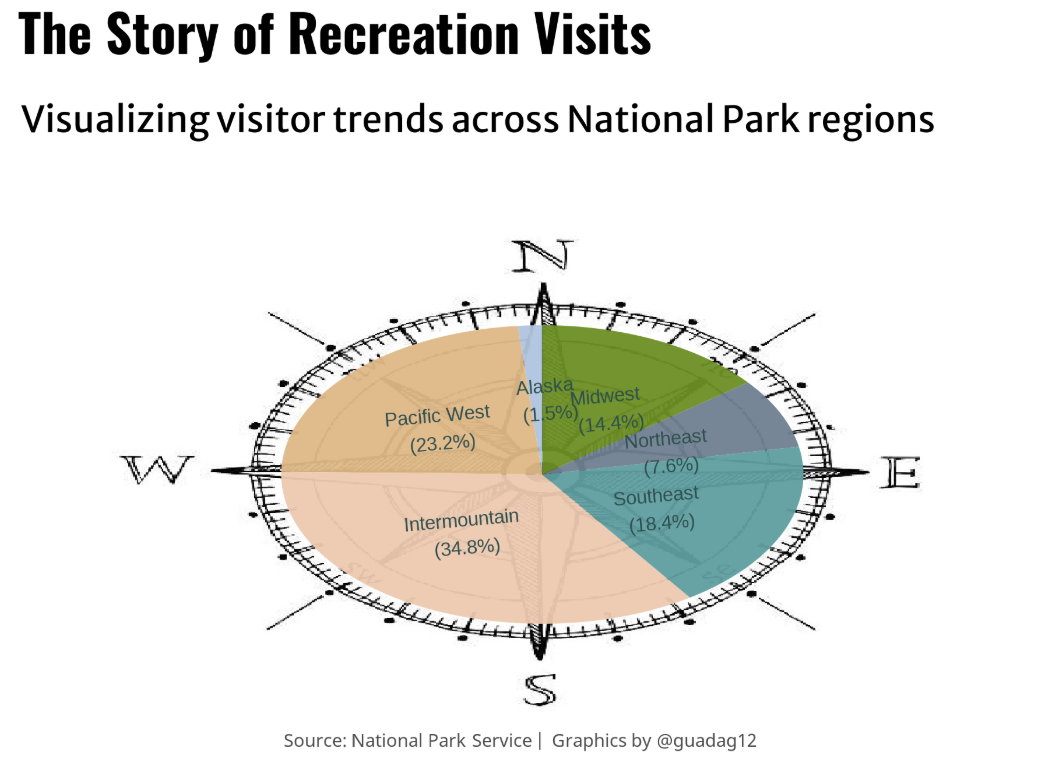 The Story of Recreation Visits
Visualizing visitor trends across National Park regions
N
Alaska
(1.5%)
Midwest
(14.4%)
Pacific West
(23.2%)
Northeast
(7.6%)
W
E
Southeast
(18.4%)
Intermountain
(34.8%)
S
Source: National Park Service | Graphics by @guadag12